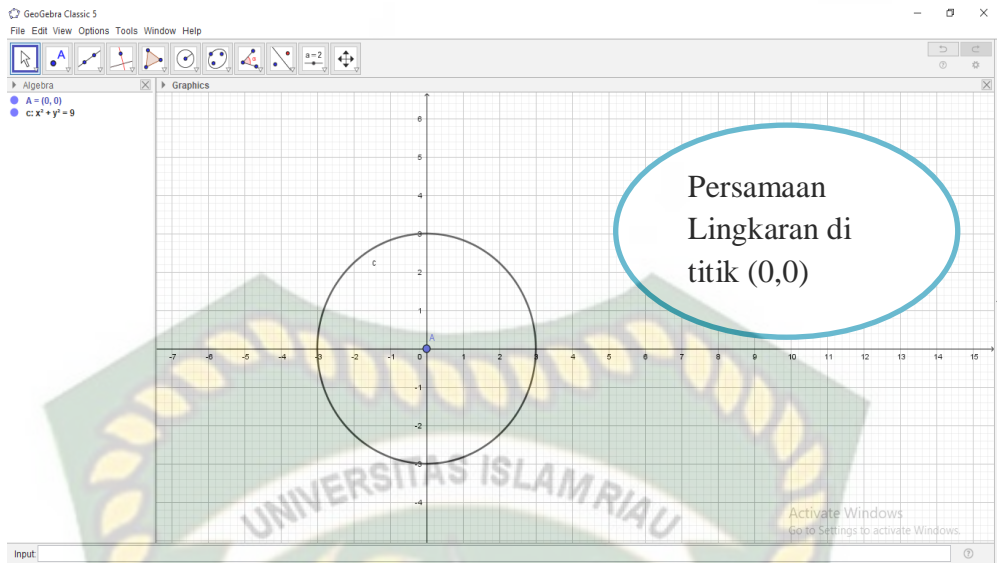 GeoGebra Classic 5
File Edit View Options Tools Window Help
A
a=2
Algebra
Graphics
A = (0, 0)
c: x² + y² = 9
6
5
4
3
2
1
0
-1
-2
-3
-4
-7 -6 -5 -4 -3 -2 -1 0 1 2 3 4 5 6 7 8 9 10 11 12 13 14 15
c
A
Persamaan
Lingkaran di
titik (0,0)
UNIVERSITAS ISLAM RIAU
Activate Windows
Go to Settings to activate Windows.
Input: